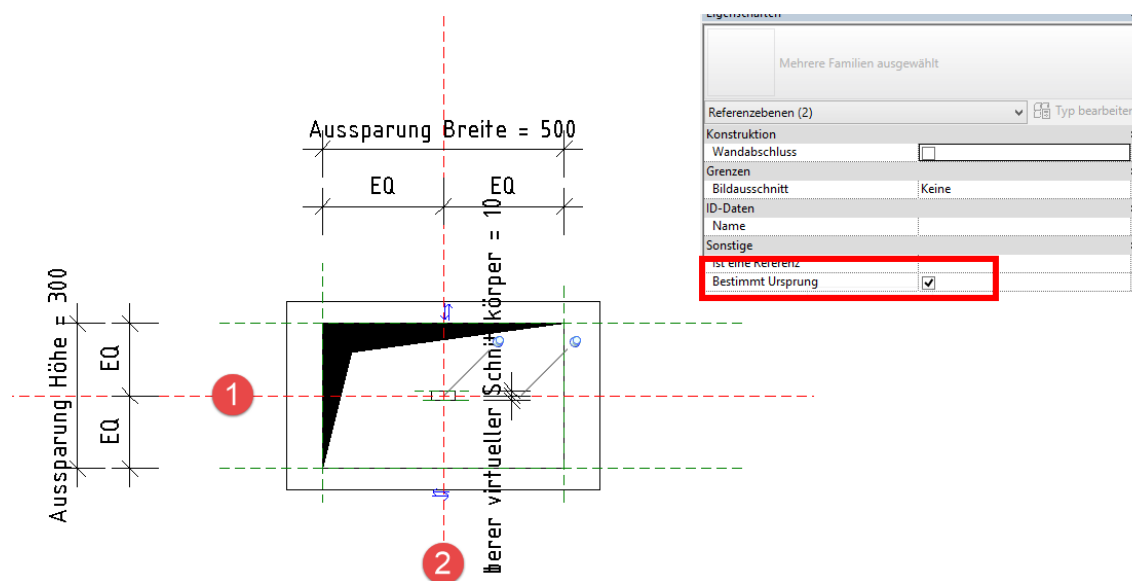 Eigenschaften
Mehrere Familien ausgewählt
Referenzebenen (2)
Typ bearbeiten
Konstruktion
Wandabschluss
Grenzen
Bildausschnitt Keine
ID-Daten
Name
Sonstige
Ist eine Referenz
Bestimmt Ursprung
Aussparung Breite = 500
EQ EQ
Aussparung Höhe = 300
EQ
EQ
berer virtueller Schnittkörper = 10
1
2